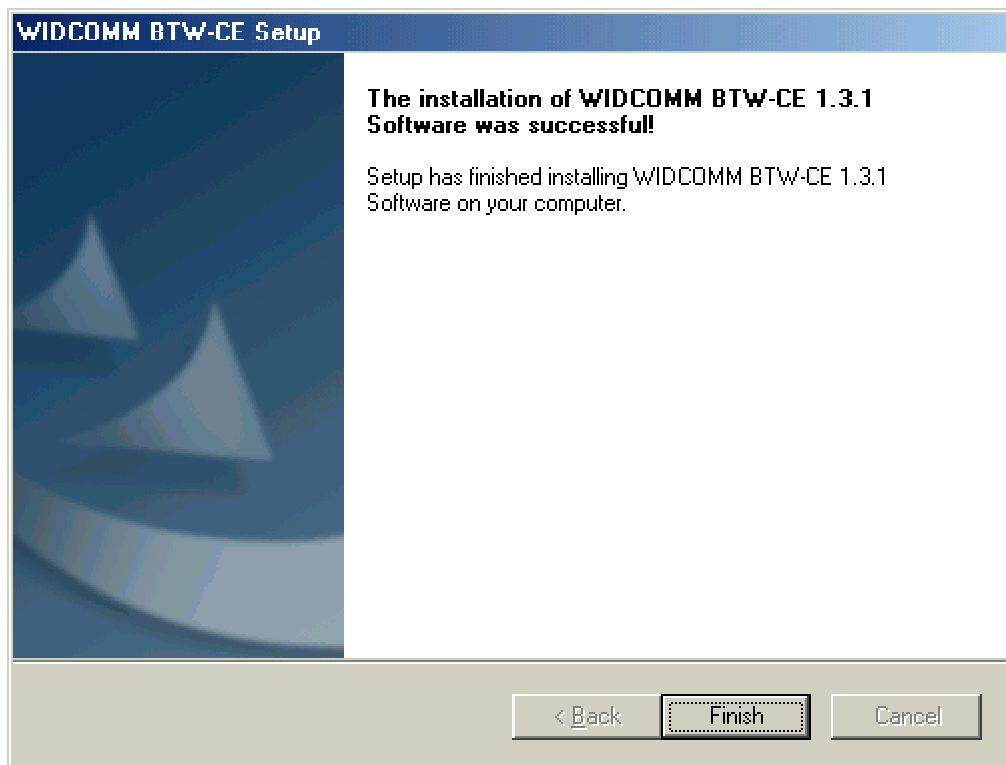 WIDCOMM BTW-CE Setup
The installation of WIDCOMM BTW-CE 1.3.1
Software was successful!
Setup has finished installing WIDCOMM BTW-CE 1.3.1
Software on your computer.
< Back
Finish
Cancel